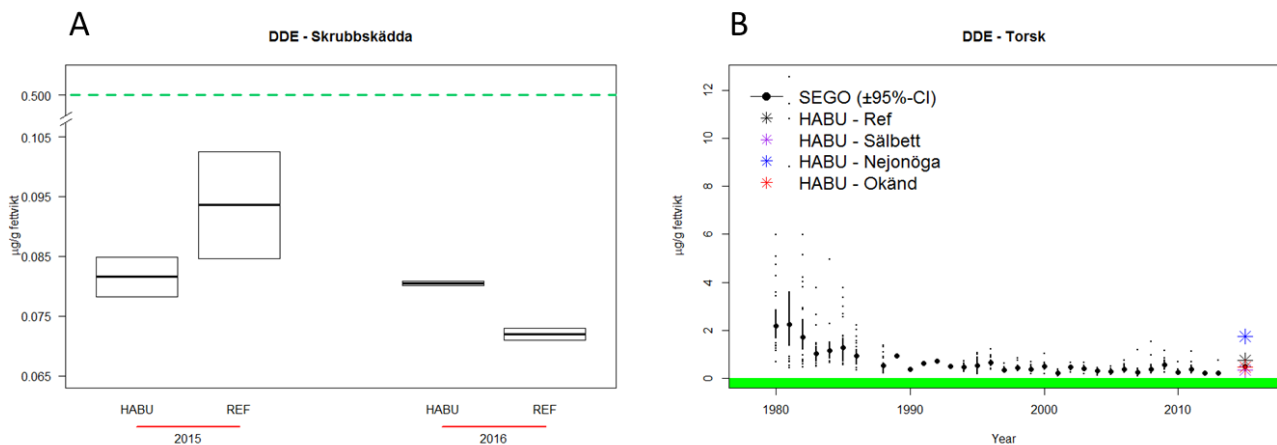 A
DDE - Skrubbskädda
µg/g fettvikt
0.500
0.105
0.095
0.085
0.075
0.065
HABU
REF
HABU
REF
2015
2016
B
DDE - Torsk
µg/g fettvikt
12
10
8
6
4
2
0
SEGO (±95%-CI)
HABU - Ref
HABU - Sälbett
HABU - Nejonöga
HABU - Okänd
1980
1990
2000
2010
Year